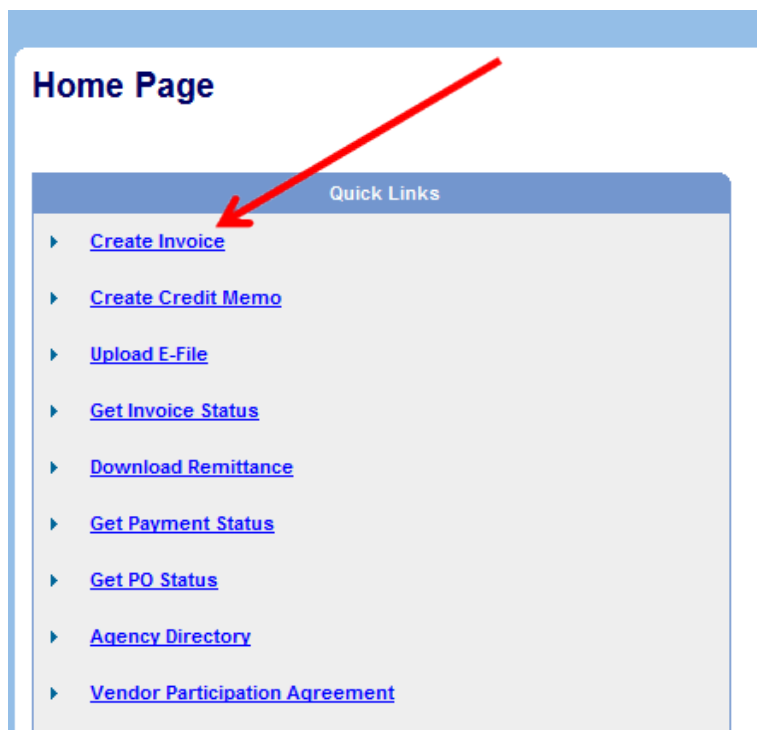 Home Page
Quick Links
Create Invoice
Create Credit Memo
Upload E-File
Get Invoice Status
Download Remittance
Get Payment Status
Get PO Status
Agency Directory
Vendor Participation Agreement